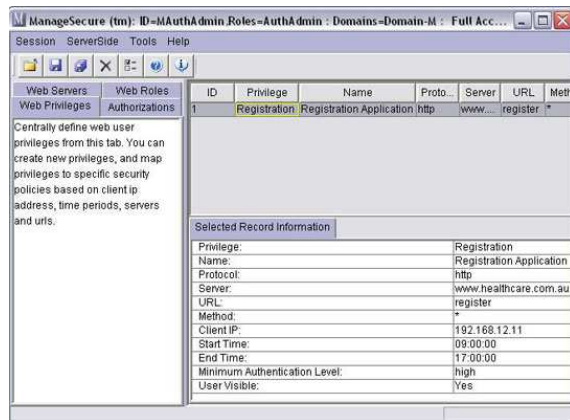 ManageSecure (tm): ID=MAuthAdmin,Roles=AuthAdmin : Domains=Domain-M : Full Acc...
Session ServerSide Tools Help
Web Servers Web Roles
Web Privileges Authorizations
Centrally define web user
privileges from this tab. You can
create new privileges, and map
privileges to specific security
policies based on client ip
address, time periods, servers
and urls.
ID Privilege Name Proto... Server URL Meth
1 Registration Registration Application http www.... register *
Selected Record Information
Privilege: Registration
Name: Registration Application
Protocol: http
Server: www.healthcare.com.au
URL: register
Method: *
Client IP: 192.168.12.11
Start Time: 09:00:00
End Time: 17:00:00
Minimum Authentication Level: high
User Visible: Yes